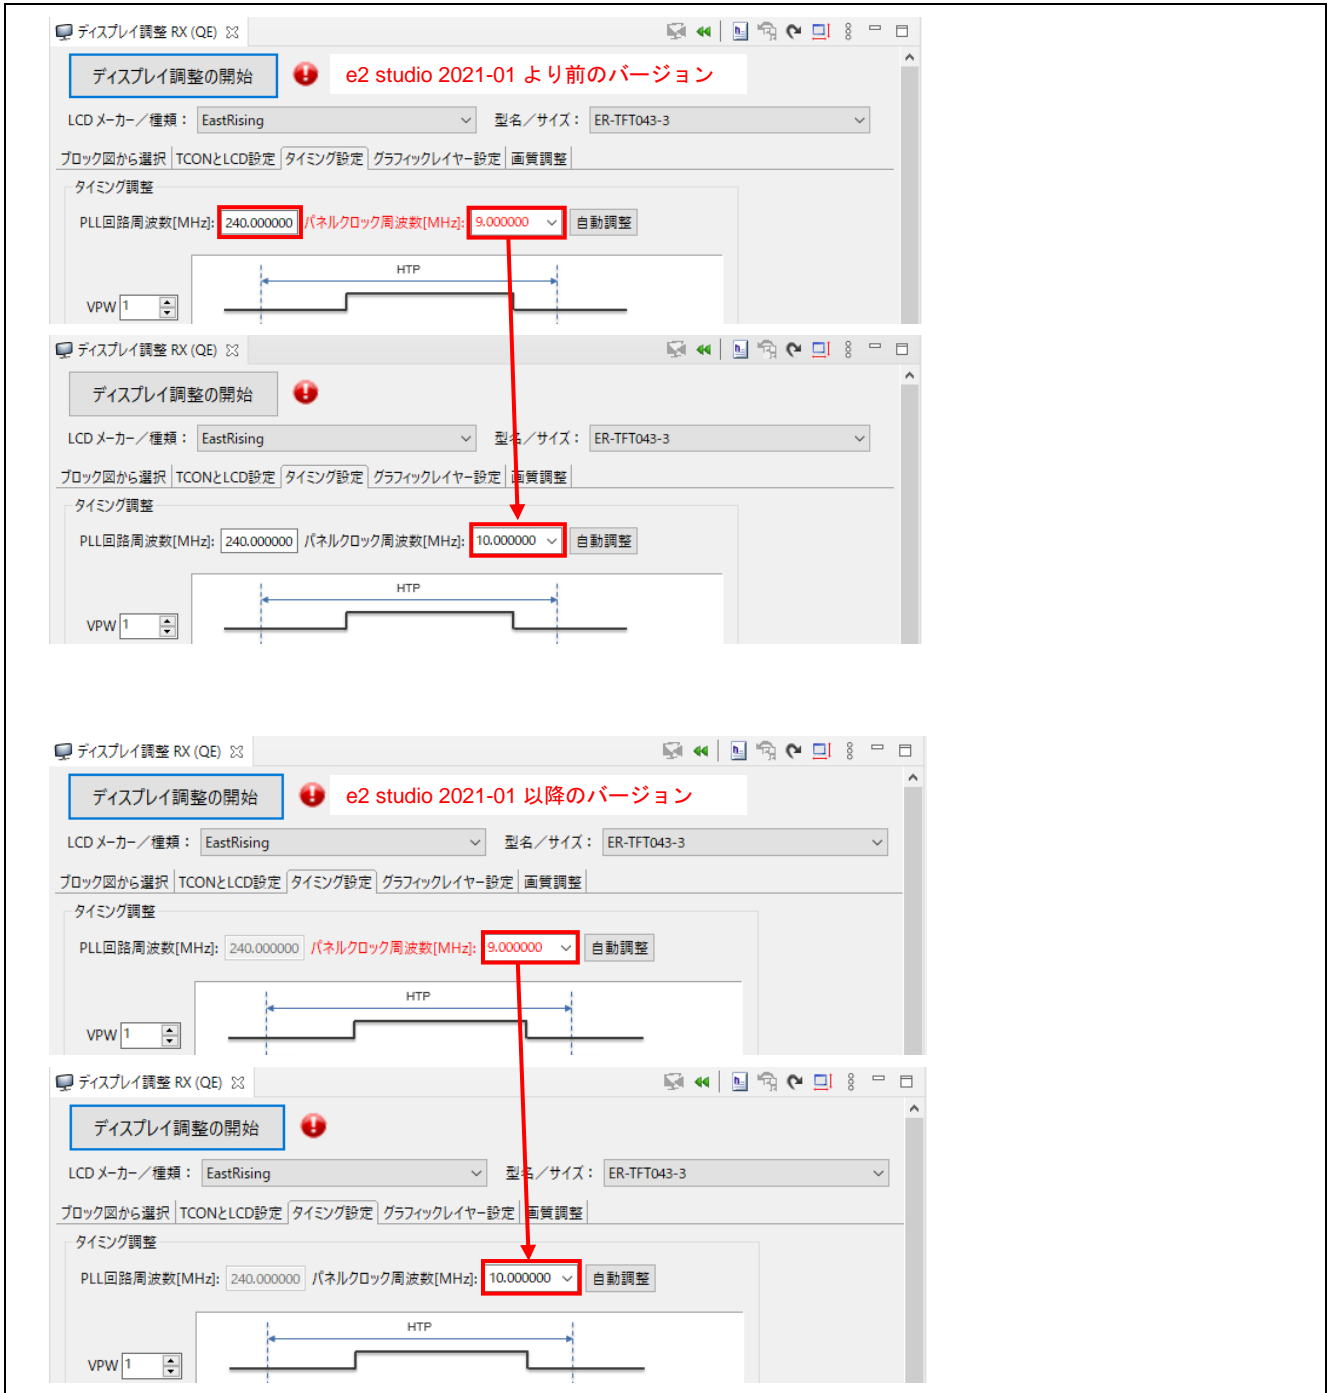 ディスプレイ調整 RX (QE)
ディスプレイ調整の開始
e2 studio 2021-01 より前のバージョン
LCD メーカー／種類： EastRising 型名／サイズ： ER-TFT043-3
ブロック図から選択 TCONとLCD設定 タイミング設定 グラフィックレイヤー設定 画質調整
タイミング調整
PLL回路周波数[MHz]: 240.000000 パネルクロック周波数[MHz]: 9.000000 自動調整
HTP
VPW 1
ディスプレイ調整 RX (QE)
ディスプレイ調整の開始
LCD メーカー／種類： EastRising 型名／サイズ： ER-TFT043-3
ブロック図から選択 TCONとLCD設定 タイミング設定 グラフィックレイヤー設定 画質調整
タイミング調整
PLL回路周波数[MHz]: 240.000000 パネルクロック周波数[MHz]: 10.000000 自動調整
HTP
VPW 1
ディスプレイ調整 RX (QE)
ディスプレイ調整の開始
e2 studio 2021-01 以降のバージョン
LCD メーカー／種類： EastRising 型名／サイズ： ER-TFT043-3
ブロック図から選択 TCONとLCD設定 タイミング設定 グラフィックレイヤー設定 画質調整
タイミング調整
PLL回路周波数[MHz]: 240.000000 パネルクロック周波数[MHz]: 9.000000 自動調整
HTP
VPW 1
ディスプレイ調整 RX (QE)
ディスプレイ調整の開始
LCD メーカー／種類： EastRising 型名／サイズ： ER-TFT043-3
ブロック図から選択 TCONとLCD設定 タイミング設定 グラフィックレイヤー設定 画質調整
タイミング調整
PLL回路周波数[MHz]: 240.000000 パネルクロック周波数[MHz]: 10.000000 自動調整
HTP
VPW 1